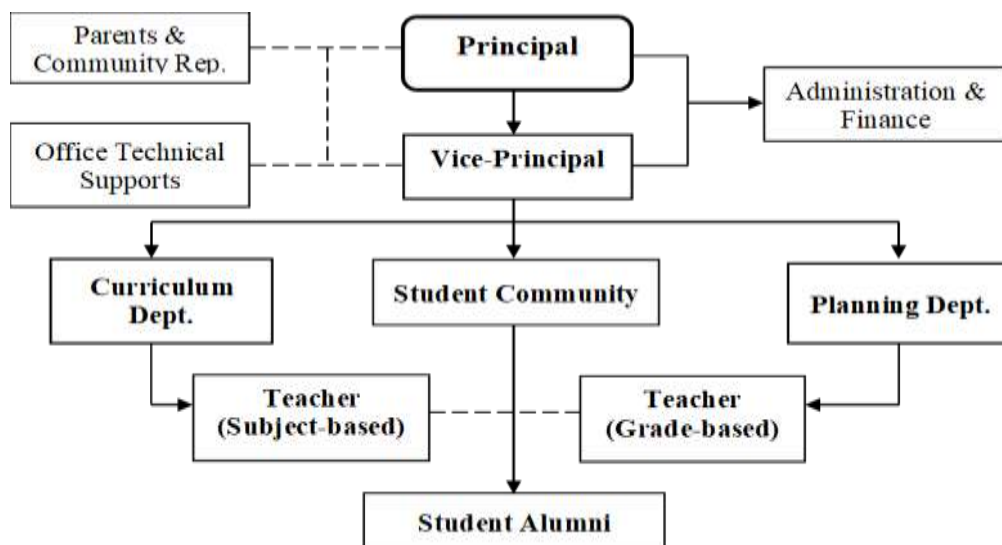 Parents &
Community Rep.
Principal
Administration &
Finance
Office Technical
Supports
Vice-Principal
Curriculum
Dept.
Student Community
Planning Dept.
Teacher
(Subject-based)
Teacher
(Grade-based)
Student Alumni